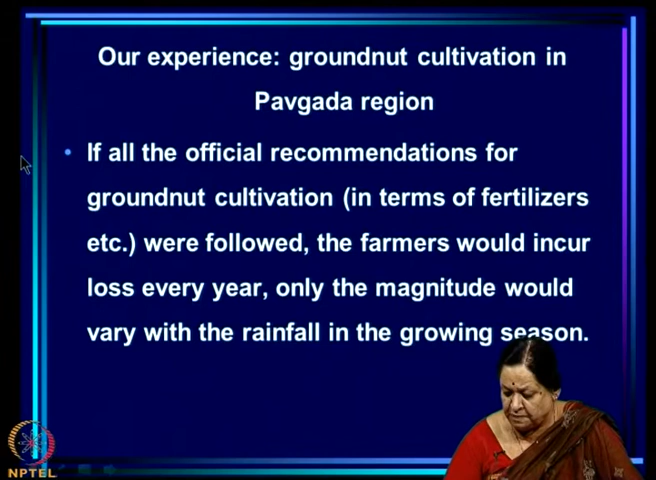 Our experience: groundnut cultivation in
Pavgada region
• If all the official recommendations for
groundnut cultivation (in terms of fertilizers
etc.) were followed, the farmers would incur
loss every year, only the magnitude would
vary with the rainfall in the growing season.
NPTEL